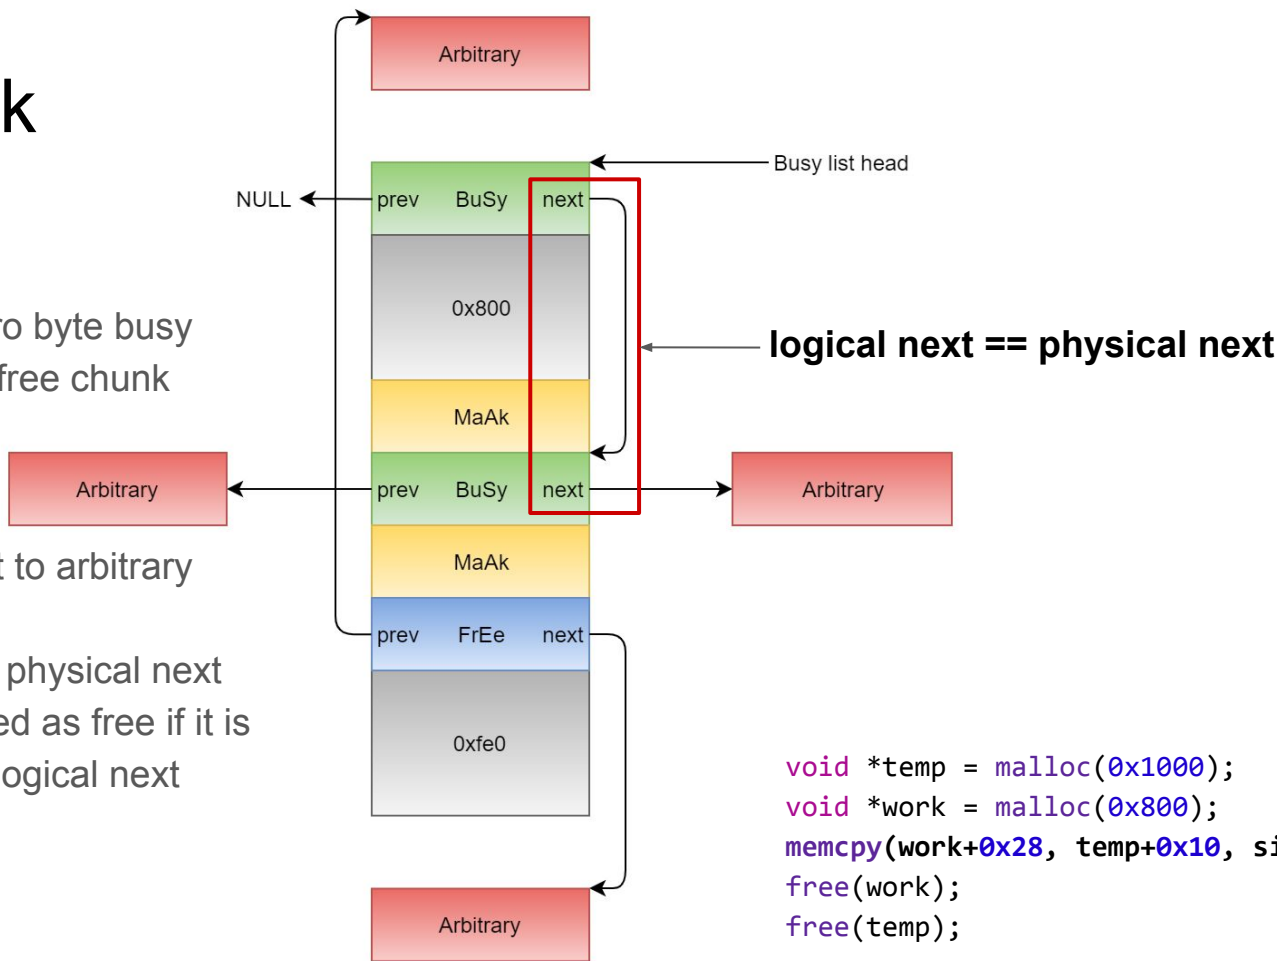 k
ro byte busy
free chunk
t to arbitrary
physical next
ed as free if it is
ogical next
Arbitrary
Busy list head
NULL
prev BuSy next
0x800
logical next == physical next
MaAk
Arbitrary
prev BuSy next
Arbitrary
MaAk
prev FrEe next
0xfe0
Arbitrary
void *temp = malloc(0x1000);
void *work = malloc(0x800);
memcpy(work+0x28, temp+0x10, si
free(work);
free(temp);